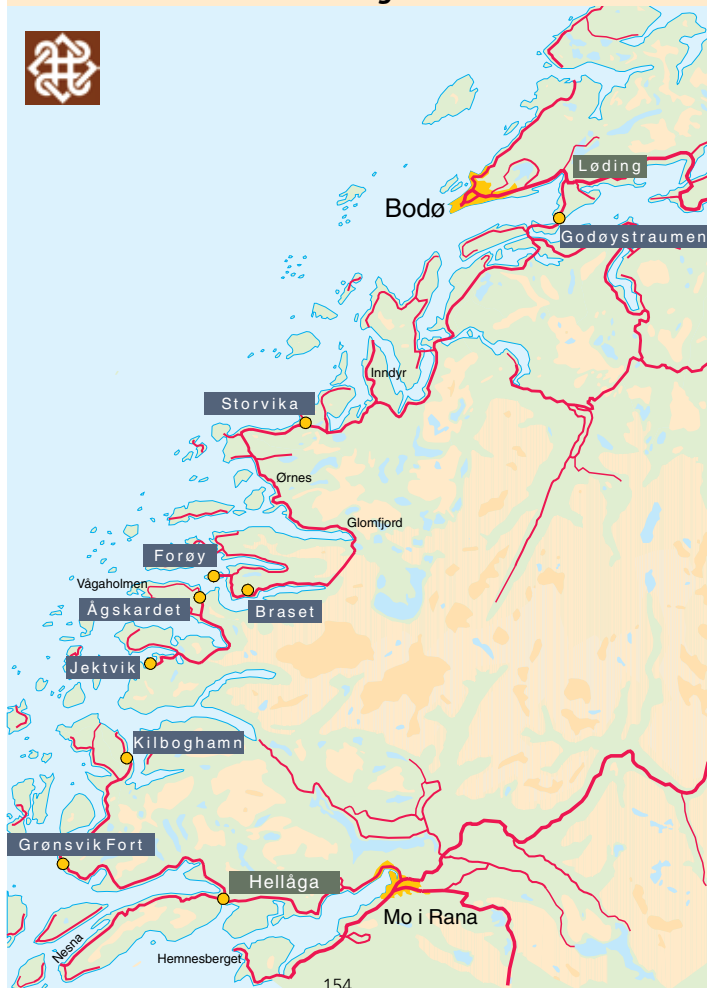 g
Løding
Bodø
Godøystraumen
Inndyr
Storvika
Ørnes
Glomfjord
Forøy
Vågaholmen
Ågskardet
Braset
Jektvik
Kilboghamn
Grønsvik Fort
Hellåga
Mo i Rana
Nesna
Hemnesberget
154